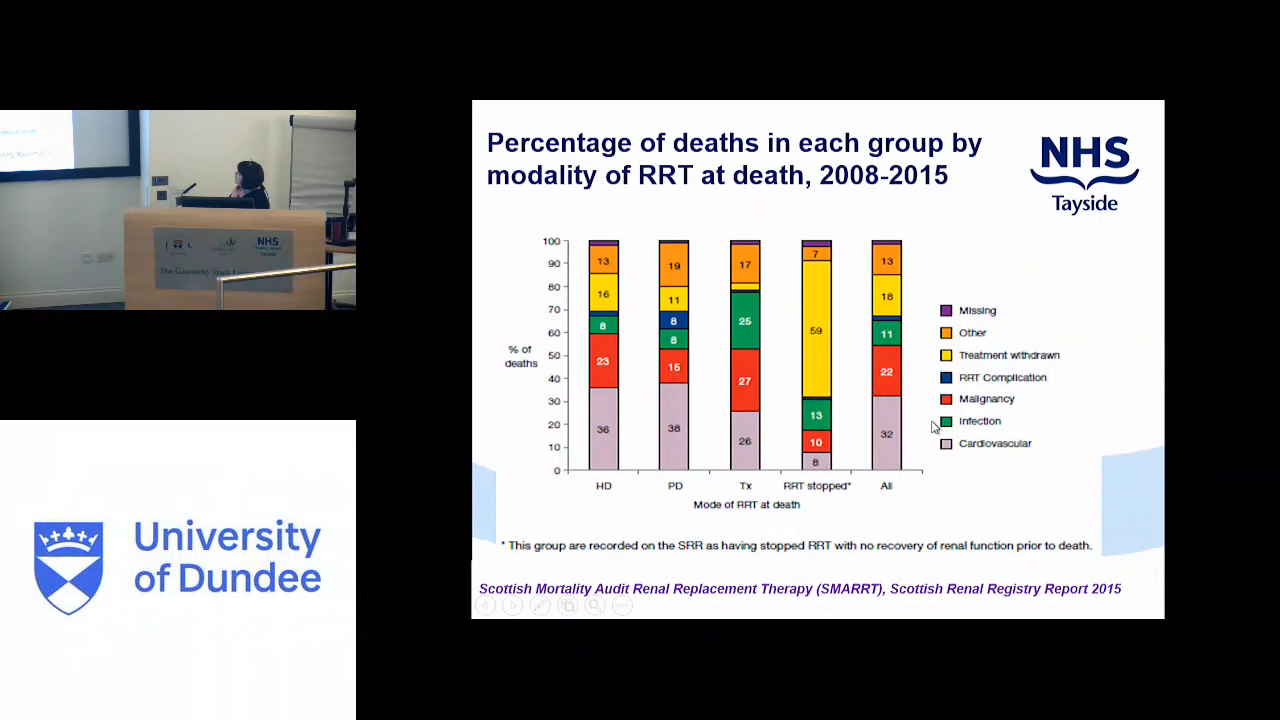 Percentage of deaths in each group by
modality of RRT at death, 2008-2015
NHS
Tayside
100
90
80
70
60
50
40
30
20
10
0
% of
deaths
13
16
8
23
36
19
11
8
8
15
38
17
25
27
26
7
59
13
10
8
13
18
11
22
32
HD
PD
Tx
RRT stopped*
All
Mode of RRT at death
Missing
Other
Treatment withdrawn
RRT Complication
Malignancy
Infection
Cardiovascular
* This group are recorded on the SRR as having stopped RRT with no recovery of renal function prior to death.
Scottish Mortality Audit Renal Replacement Therapy (SMARRT), Scottish Renal Registry Report 2015
NHS
University
of Dundee